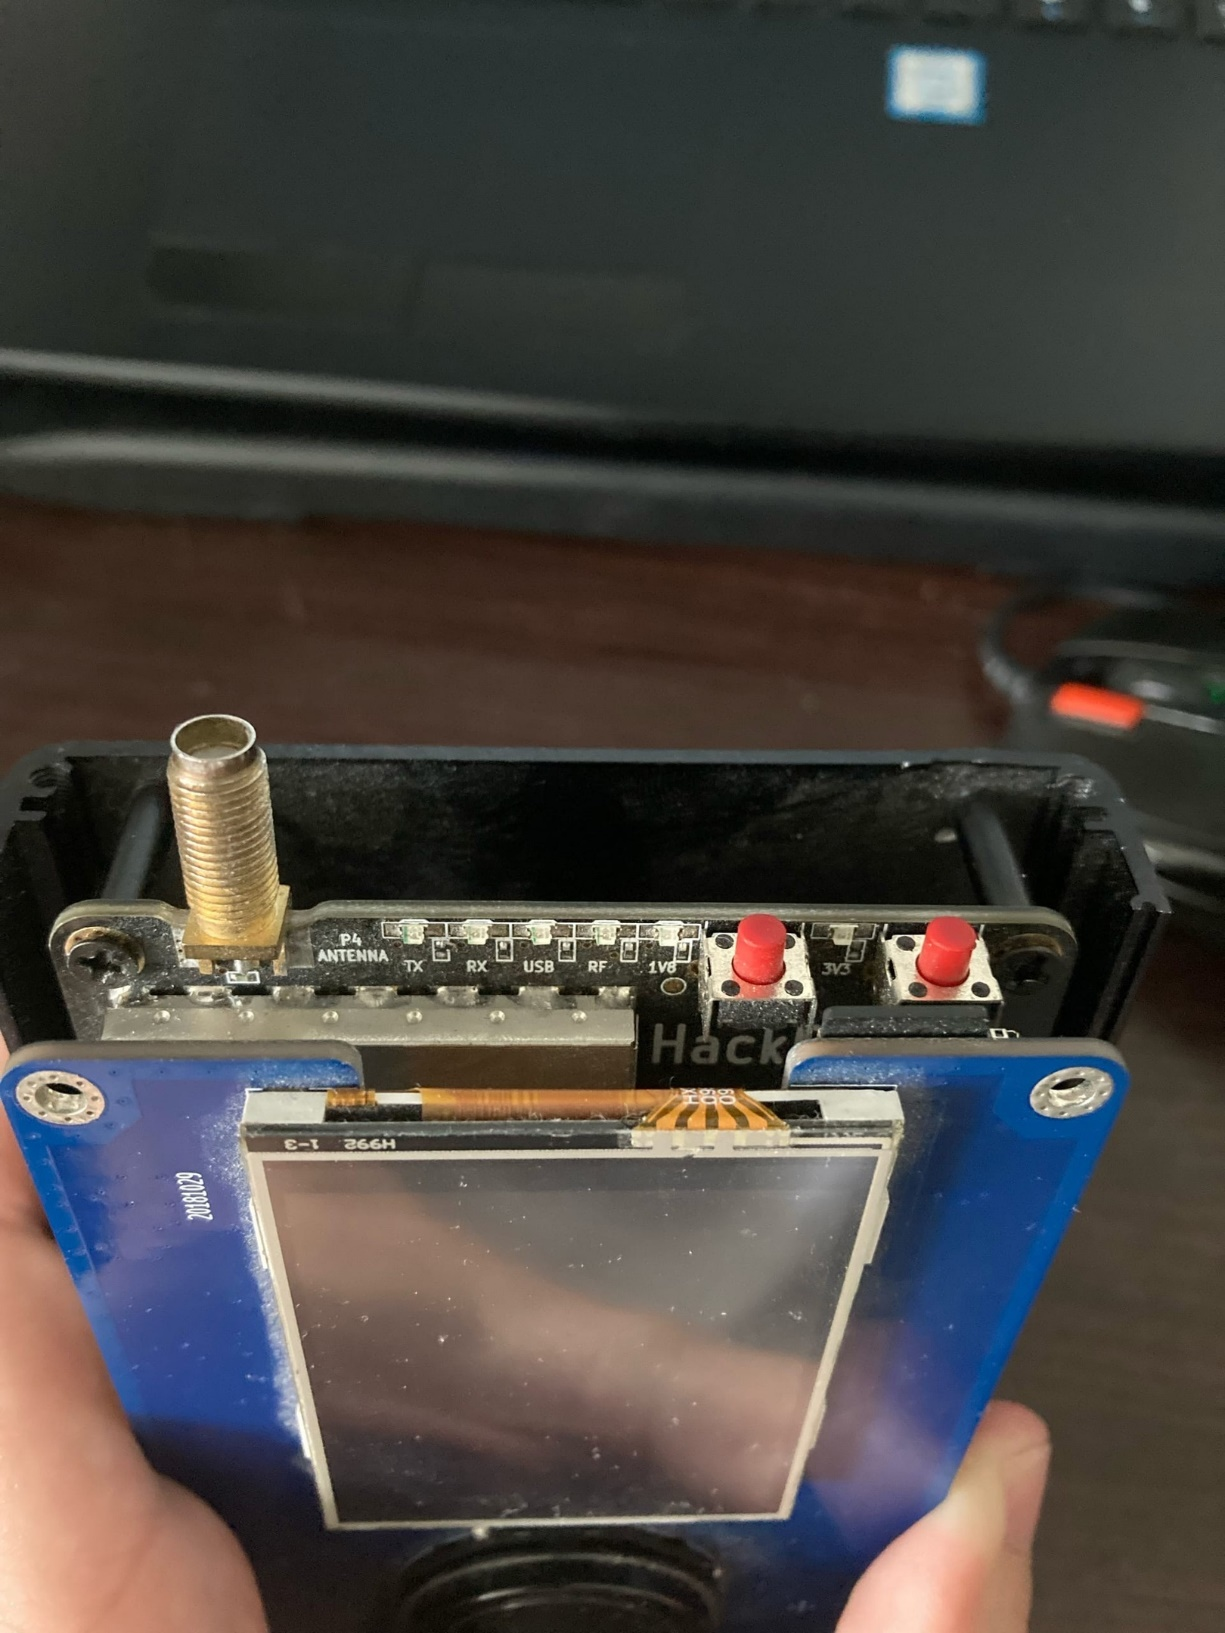 P4
ANTENNA
TX
RX
USB
RF
1V8
3V3
Hack
H992
1-3
20181029